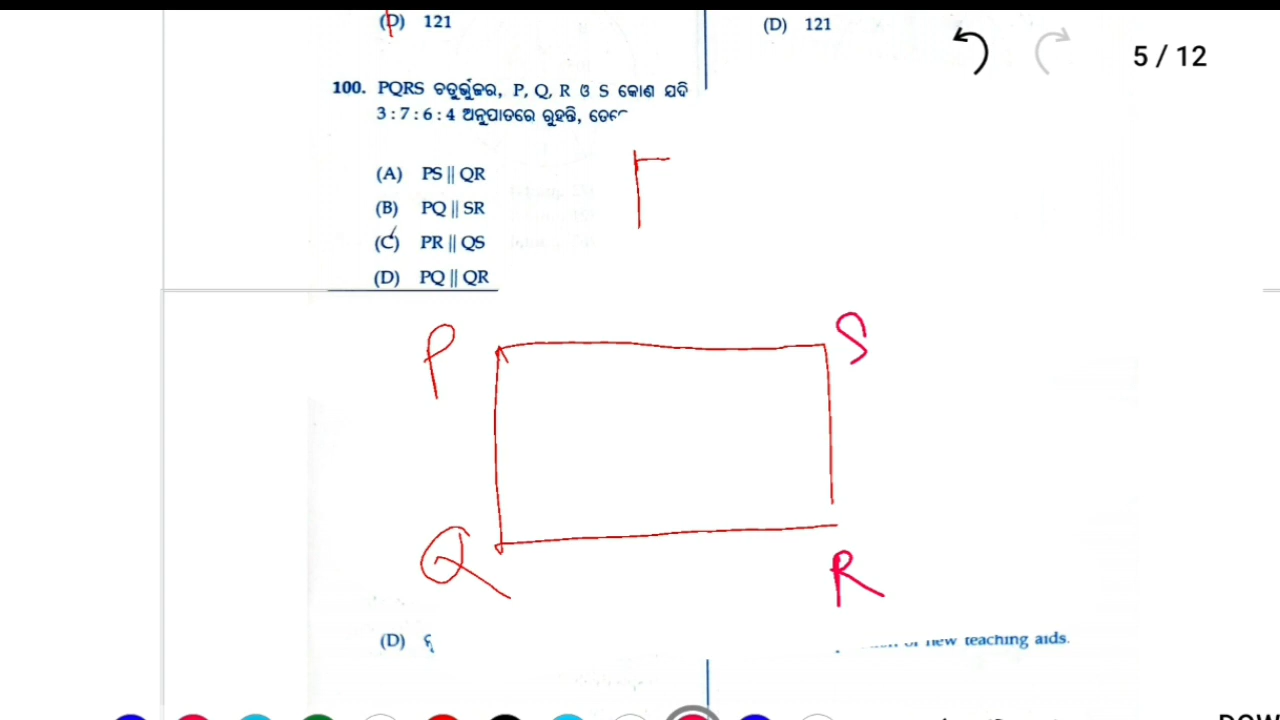 (D) 121
(D) 121
5 / 12
100. PQRS ଚତୁର୍ଭୁଜର, P, Q, R ଓ S କୋଣ ଯଦି
3 : 7 : 6 : 4 ଅନୁପାତରେ ରୁହନ୍ତି,
(A) PS || QR
(B) PQ || SR
(C) PR || QS
(D) PQ || QR
P
S
Q
R
(D)
new teaching aids.